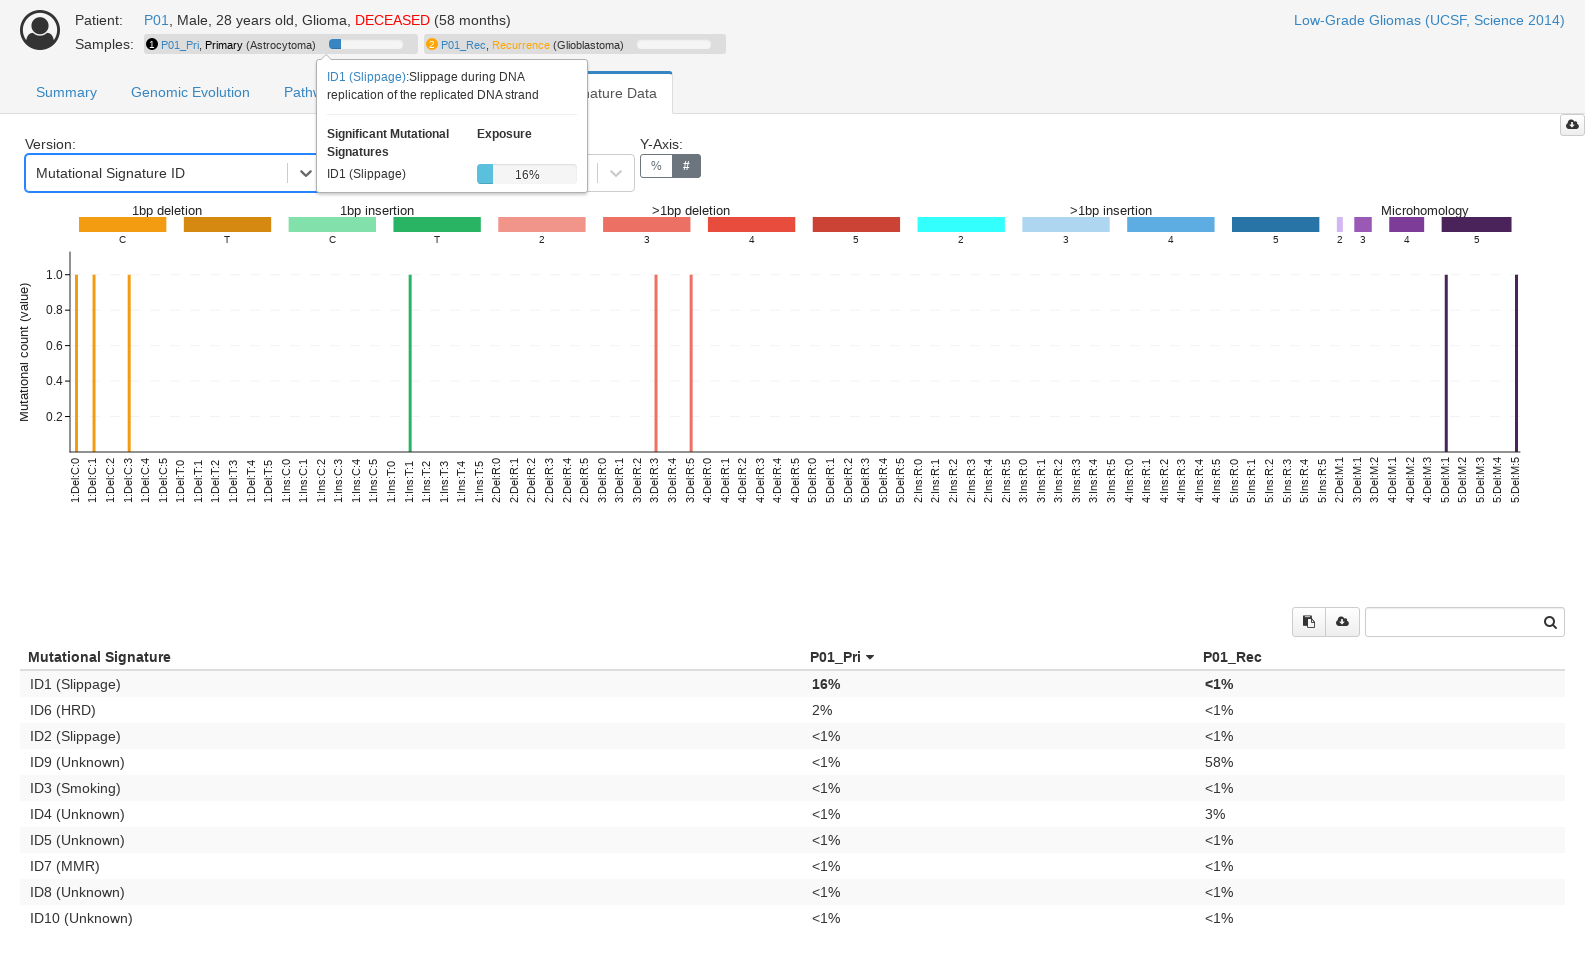 Patient: P01, Male, 28 years old, Glioma, DECEASED (58 months)
Low-Grade Gliomas (UCSF, Science 2014)
Samples: 1 P01_Pri, Primary (Astrocytoma) 2 P01_Rec, Recurrence (Glioblastoma)
Summary Genomic Evolution Pathw nature Data
ID1 (Slippage):Slippage during DNA
replication of the replicated DNA strand
Significant Mutational Exposure
Signatures
ID1 (Slippage) 16%
Version: Y-Axis:
Mutational Signature ID % #
1bp deletion 1bp insertion >1bp deletion >1bp insertion Microhomology
C T C T 2 3 4 5 2 3 4 5 2 3 4 5
Mutational count (value)
1.0
0.8
0.6
0.4
0.2
1:Del:C:0 1:Del:C:1 1:Del:C:2 1:Del:C:3 1:Del:C:4 1:Del:C:5 1:Del:T:0 1:Del:T:1 1:Del:T:2 1:Del:T:3 1:Del:T:4 1:Del:T:5 1:Ins:C:0 1:Ins:C:1 1:Ins:C:2 1:Ins:C:3 1:Ins:C:4 1:Ins:C:5 1:Ins:T:0 1:Ins:T:1 1:Ins:T:2 1:Ins:T:3 1:Ins:T:4 1:Ins:T:5 2:Del:R:0 2:Del:R:1 2:Del:R:2 2:Del:R:3 2:Del:R:4 2:Del:R:5 3:Del:R:0 3:Del:R:1 3:Del:R:2 3:Del:R:3 3:Del:R:4 3:Del:R:5 4:Del:R:0 4:Del:R:1 4:Del:R:2 4:Del:R:3 4:Del:R:4 4:Del:R:5 5:Del:R:0 5:Del:R:1 5:Del:R:2 5:Del:R:3 5:Del:R:4 5:Del:R:5 2:Ins:R:0 2:Ins:R:1 2:Ins:R:2 2:Ins:R:3 2:Ins:R:4 2:Ins:R:5 3:Ins:R:0 3:Ins:R:1 3:Ins:R:2 3:Ins:R:3 3:Ins:R:4 3:Ins:R:5 4:Ins:R:0 4:Ins:R:1 4:Ins:R:2 4:Ins:R:3 4:Ins:R:4 4:Ins:R:5 5:Ins:R:0 5:Ins:R:1 5:Ins:R:2 5:Ins:R:3 5:Ins:R:4 5:Ins:R:5 2:Del:M:1 3:Del:M:1 3:Del:M:2 4:Del:M:1 4:Del:M:2 4:Del:M:3 5:Del:M:1 5:Del:M:2 5:Del:M:3 5:Del:M:4 5:Del:M:5
Mutational Signature P01_Pri P01_Rec
ID1 (Slippage) 16% <1%
ID6 (HRD) 2% <1%
ID2 (Slippage) <1% <1%
ID9 (Unknown) <1% 58%
ID3 (Smoking) <1% <1%
ID4 (Unknown) <1% 3%
ID5 (Unknown) <1% <1%
ID7 (MMR) <1% <1%
ID8 (Unknown) <1% <1%
ID10 (Unknown) <1% <1%